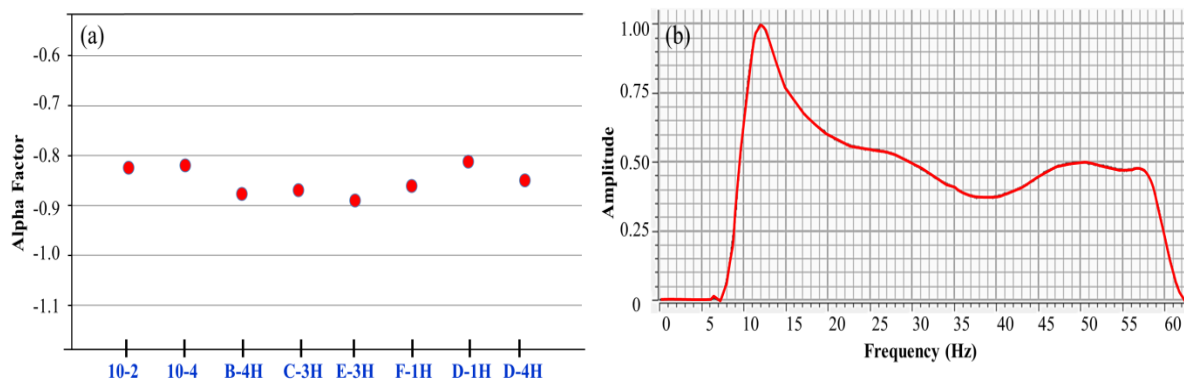 (a)
Alpha Factor
-0.6
-0.7
-0.8
-0.9
-1.0
-1.1
10-2 10-4 B-4H C-3H E-3H F-1H D-1H D-4H
(b)
Amplitude
1.00
0.75
0.50
0.25
0
0 5 10 15 20 25 30 35 40 45 50 55 60
Frequency (Hz)